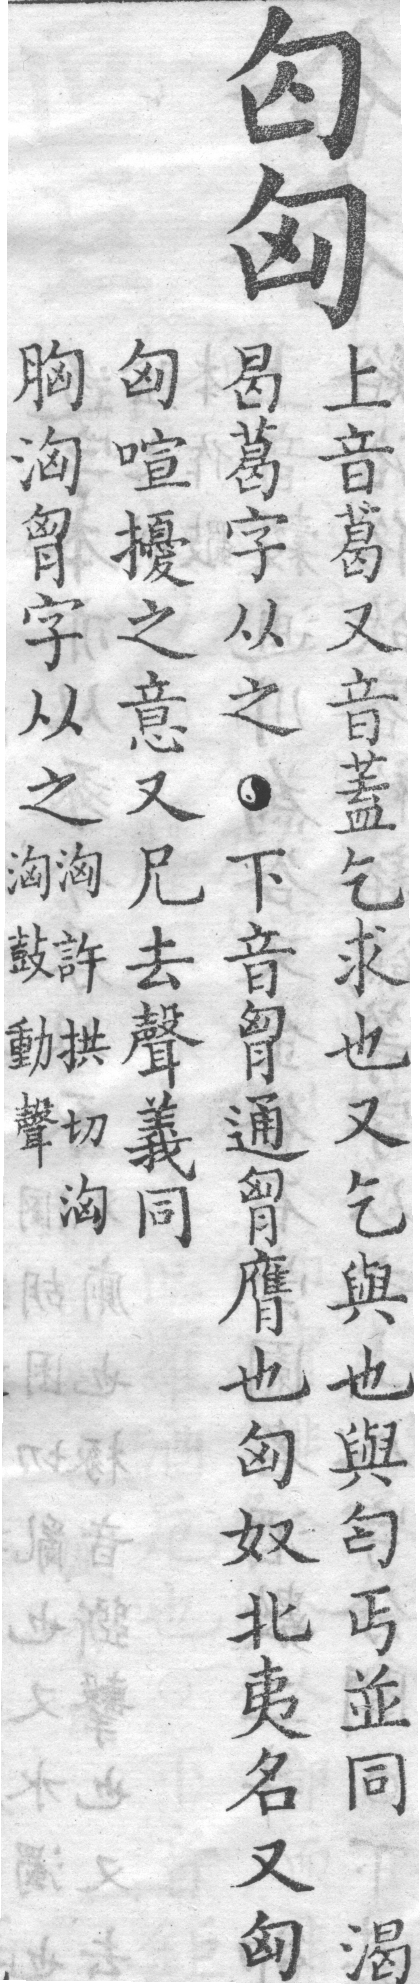 匃匈
上音葛又音蓋乞求也又乞與也與匄丐並同　渴
曷葛字从之☯下音胷通胷膺也匈奴北夷名又匈
匈喧擾之意又兄去聲義同
胸洶胷字从之
洶許拱切洶
洶鼓動聲